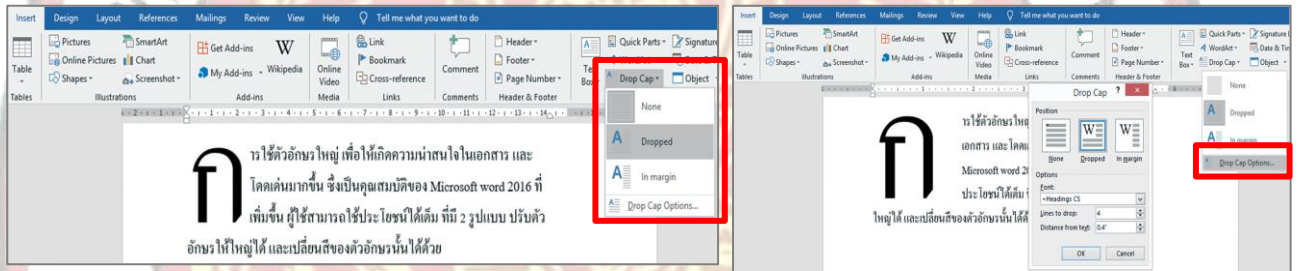 Insert Design Layout References Mailings Review View Help Tell me what you want to do
Pictures SmartArt Get Add-ins W Link Header Quick Parts Signature
Online Pictures Chart Bookmark Footer
Table Shapes Screenshot My Add-ins Wikipedia Online Video Cross-reference Comment Page Number Drop Cap Object
Tables Illustrations Add-ins Media Links Comments Header & Footer
None
Dropped
In margin
Drop Cap Options...
การใช้ตัวอักษรใหญ่ เพื่อให้เกิดความน่าสนใจในเอกสาร และ
โดดเด่นมากขึ้น ซึ่งเป็นคุณสมบัติของ Microsoft word 2016 ที่
เพิ่มขึ้น ผู้ใช้สามารถใช้ประโยชน์ได้เต็ม ที่มี 2 รูปแบบ ปรับตัว
อักษรให้ใหญ่ได้ และเปลี่ยนสีของตัวอักษรนั้นได้ด้วย
Insert Design Layout References Mailings Review View Help Tell me what you want to do
Pictures SmartArt Get Add-ins W Link Header Quick Parts Signature
Online Pictures Chart Bookmark Footer WordArt Date & Tim
Table Shapes Screenshot My Add-ins Wikipedia Online Video Cross-reference Comment Page Number Text Box Drop Cap Object
Tables Illustrations Add-ins Media Links Comments Header & Footer
None
Dropped
In margin
Drop Cap Options...
การใช้ตัวอักษรใหญ่
เอกสาร และ โดดเ
Microsoft word 2
ประโยชน์ได้เต็ม
ใหญ่ได้ และเปลี่ยนสีของตัวอักษรนั้นได้ด้
Drop Cap ? ×
Position
None Dropped In margin
Options
Font:
+Headings CS
Lines to drop: 4
Distance from text: 0.4"
OK Cancel